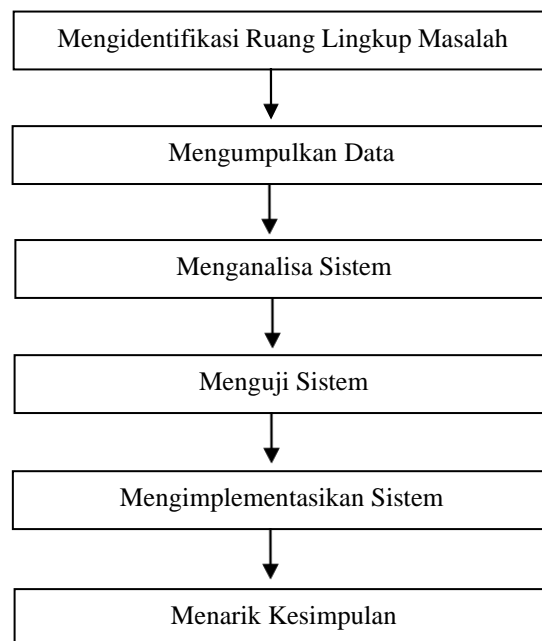 Mengidentifikasi Ruang Lingkup Masalah
Mengumpulkan Data
Menganalisa Sistem
Menguji Sistem
Mengimplementasikan Sistem
Menarik Kesimpulan